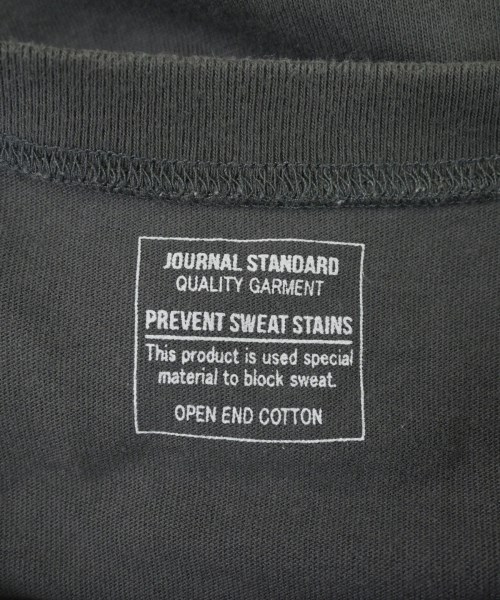 JOURNAL STANDARD
QUALITY GARMENT
PREVENT SWEAT STAINS
This product is used special
material to block sweat.
OPEN END COTTON